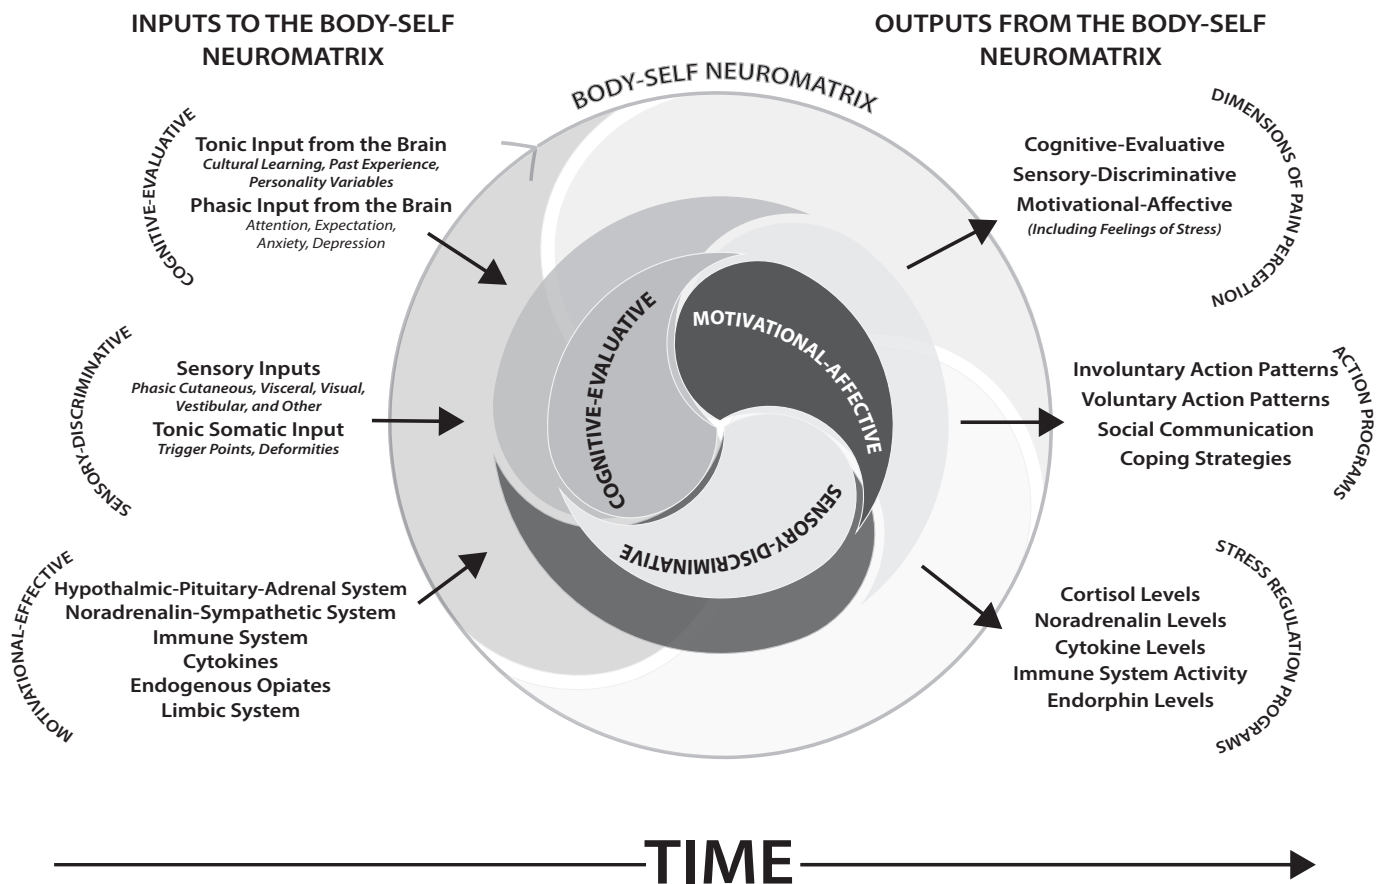 INPUTS TO THE BODY-SELF
NEUROMATRIX
COGNITIVE-EVALUATIVE
Tonic Input from the Brain
Cultural Learning, Past Experience,
Personality Variables
Phasic Input from the Brain
Attention, Expectation,
Anxiety, Depression
SENSORY-DISCRIMINATIVE
Sensory Inputs
Phasic Cutaneous, Visceral, Visual,
Vestibular, and Other
Tonic Somatic Input
Trigger Points, Deformities
MOTIVATIONAL-EFFECTIVE
Hypothalmic-Pituitary-Adrenal System
Noradrenalin-Sympathetic System
Immune System
Cytokines
Endogenous Opiates
Limbic System
BODY-SELF NEUROMATRIX
COGNITIVE-EVALUATIVE
MOTIVATIONAL-AFFECTIVE
SENSORY-DISCRIMINATIVE
OUTPUTS FROM THE BODY-SELF
NEUROMATRIX
Cognitive-Evaluative
Sensory-Discriminative
Motivational-Affective
(Including Feelings of Stress)
DIMENSIONS OF PAIN PERCEPTION
Involuntary Action Patterns
Voluntary Action Patterns
Social Communication
Coping Strategies
ACTION PROGRAMS
Cortisol Levels
Noradrenalin Levels
Cytokine Levels
Immune System Activity
Endorphin Levels
STRESS REGULATION PROGRAMS
TIME